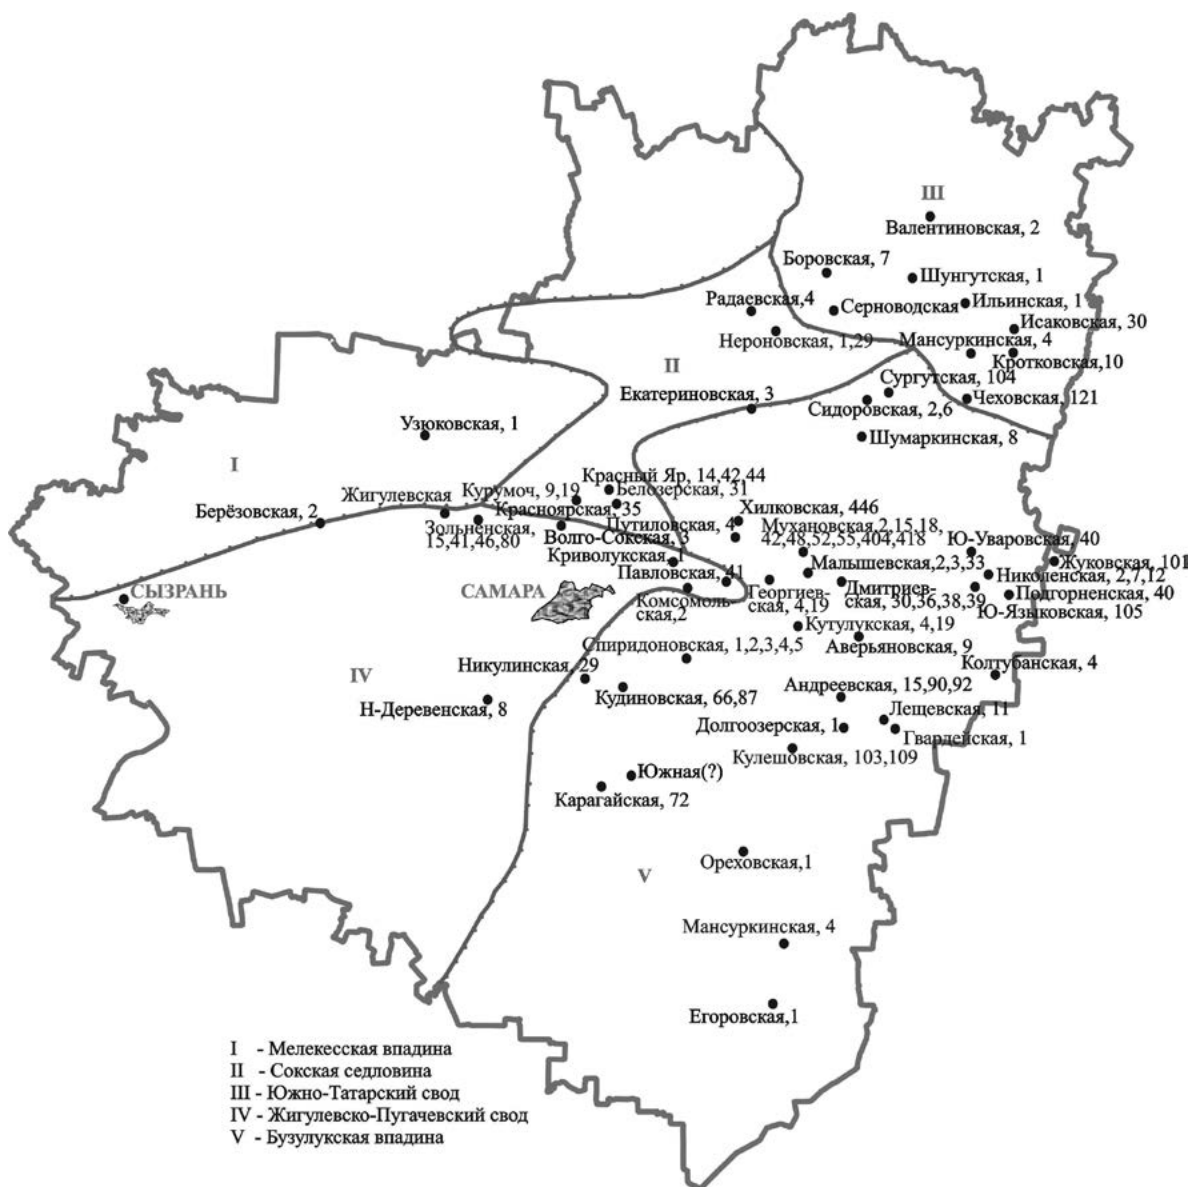 III
Валентиновская, 2
Боровская, 7
Шунгутская, 1
Радаевская,4
Серноводская
Ильинская, 1
Исаковская, 30
Нероновская, 1,29
Мансуркинская, 4
Кротковская,10
II
Сургутская, 104
Екатериновская, 3
Сидоровская, 2,6
Чеховская, 121
Узюковская, 1
Шумаркинская, 8
I
Красный Яр, 14,42,44
Жигулевская
Курумоч, 9,19
Белозерская, 31
Берёзовская, 2
Зольненская,
15,41,46,80
Красноярская, 35
Хилковская, 446
Волго-Сокская, 3
Путиловская, 4
Мухановская,2,15,18,
42,48,52,55,404,418
Ю-Уваровская, 40
Криволукская, 1
Малышевская,2,3,33
Жуковская, 101
Павловская, 41
Николенская, 2,7,12
СЫЗРАНЬ
САМАРА
Комсомоль-
ская,2
Георгиев-
ская, 4,19
Дмитриев-
ская, 30,36,38,39
Подгорненская, 40
Ю-Языковская, 105
Кутулукская, 4,19
Аверьяновская, 9
Спиридоновская, 1,2,3,4,5
Никулинская, 29
Колтубанская, 4
IV
Кудиновская, 66,87
Андреевская, 15,90,92
Н-Деревенская, 8
Лещевская, 11
Долгоозерская, 1
Гвардейская, 1
Кулешовская, 103,109
Южная(?)
Карагайская, 72
Ореховская,1
V
Мансуркинская, 4
Егоровская,1
I - Мелекесская впадина
II - Сокская седловина
III - Южно-Татарский свод
IV - Жигулевско-Пугачевский свод
V - Бузулукская впадина